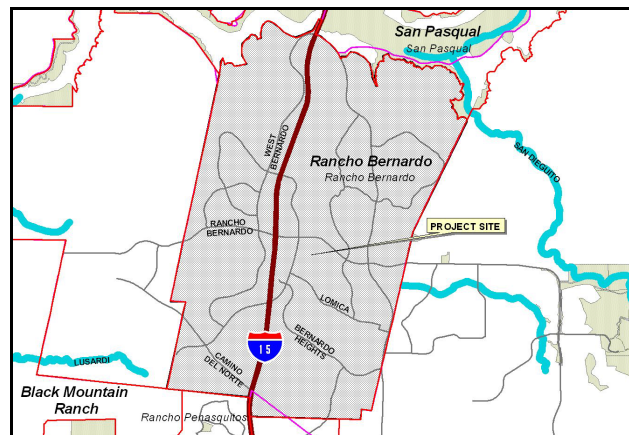 San Pasqual
San Pasqual
WEST
BERNARDO
Rancho Bernardo
Rancho Bernardo
SAN DIEGUITO
RANCHO
BERNARDO
PROJECT SITE
LOMICA
BERNARDO
HEIGHTS
15
CAMINO
DEL NORTE
LUSARDI
Black Mountain
Ranch
Rancho Penasquitos